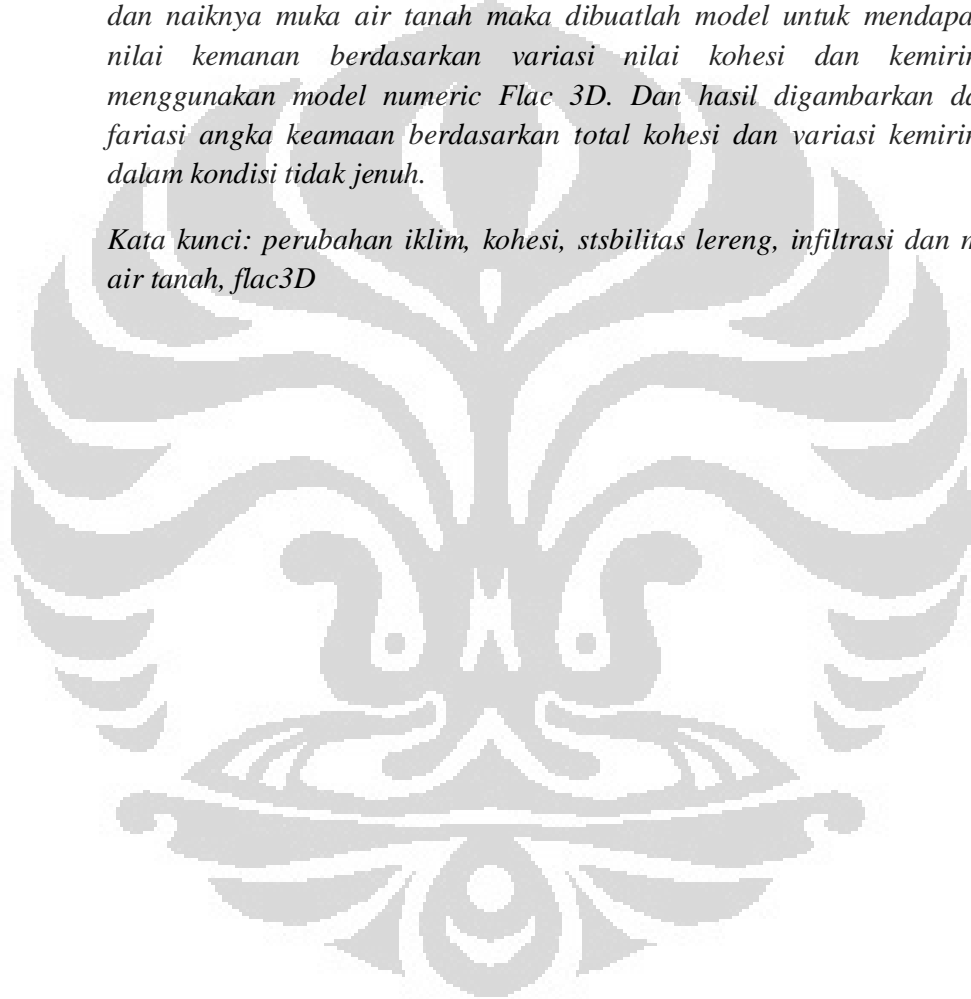 dan naiknya muka air tanah maka dibuatlah model untuk mendapa
nilai kemanan berdasarkan variasi nilai kohesi dan kemirin
menggunakan model numeric Flac 3D. Dan hasil digambarkan da
fariasi angka keamaan berdasarkan total kohesi dan variasi kemirin
dalam kondisi tidak jenuh.
Kata kunci: perubahan iklim, kohesi, stsbilitas lereng, infiltrasi dan
air tanah, flac3D